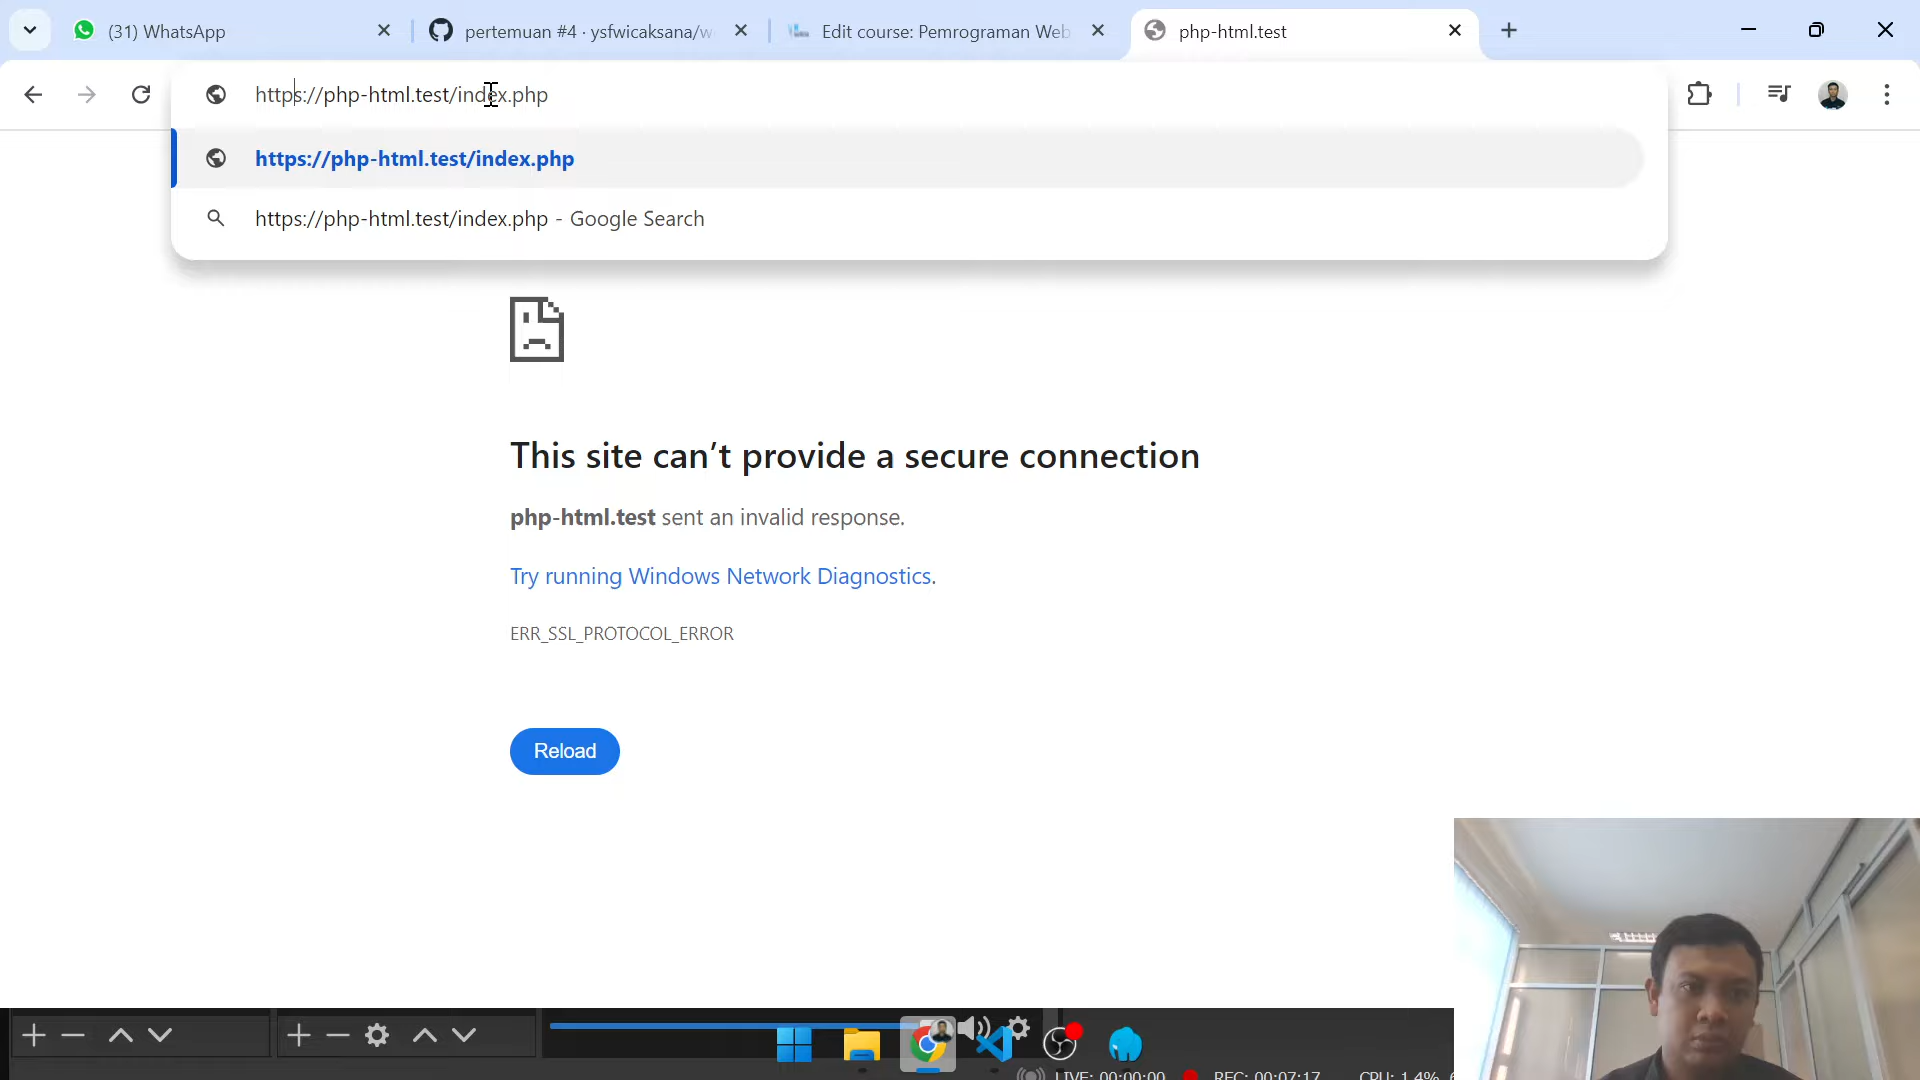 (31) WhatsApp
pertemuan #4 · ysfwicaksana/w
Edit course: Pemrograman Web
php-html.test
https://php-html.test/index.php
https://php-html.test/index.php
https://php-html.test/index.php - Google Search
This site can’t provide a secure connection
php-html.test sent an invalid response.
Try running Windows Network Diagnostics.
ERR_SSL_PROTOCOL_ERROR
Reload
LIVE: 00:00:00
REC: 00:07:17
CPU: 1.4%